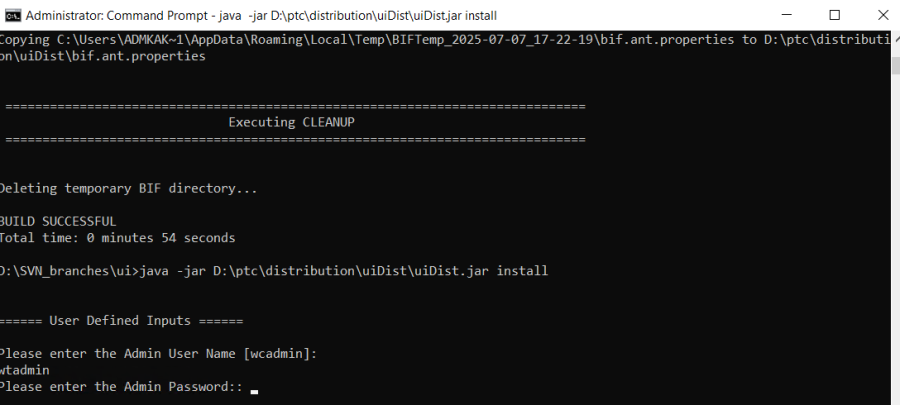 Administrator: Command Prompt - java  -jar D:\ptc\distribution\uiDist\uiDist.jar install
Copying C:\Users\ADMKAK~1\AppData\Roaming\Local\Temp\BIFTemp_2025-07-07_17-22-19\bif.ant.properties to D:\ptc\distributi
on\uiDist\bif.ant.properties
==============================================================================
Executing CLEANUP
==============================================================================
Deleting temporary BIF directory...
BUILD SUCCESSFUL
Total time: 0 minutes 54 seconds
D:\SVN_branches\ui>java -jar D:\ptc\distribution\uiDist\uiDist.jar install
====== User Defined Inputs ======
Please enter the Admin User Name [wcadmin]:
wtadmin
Please enter the Admin Password::